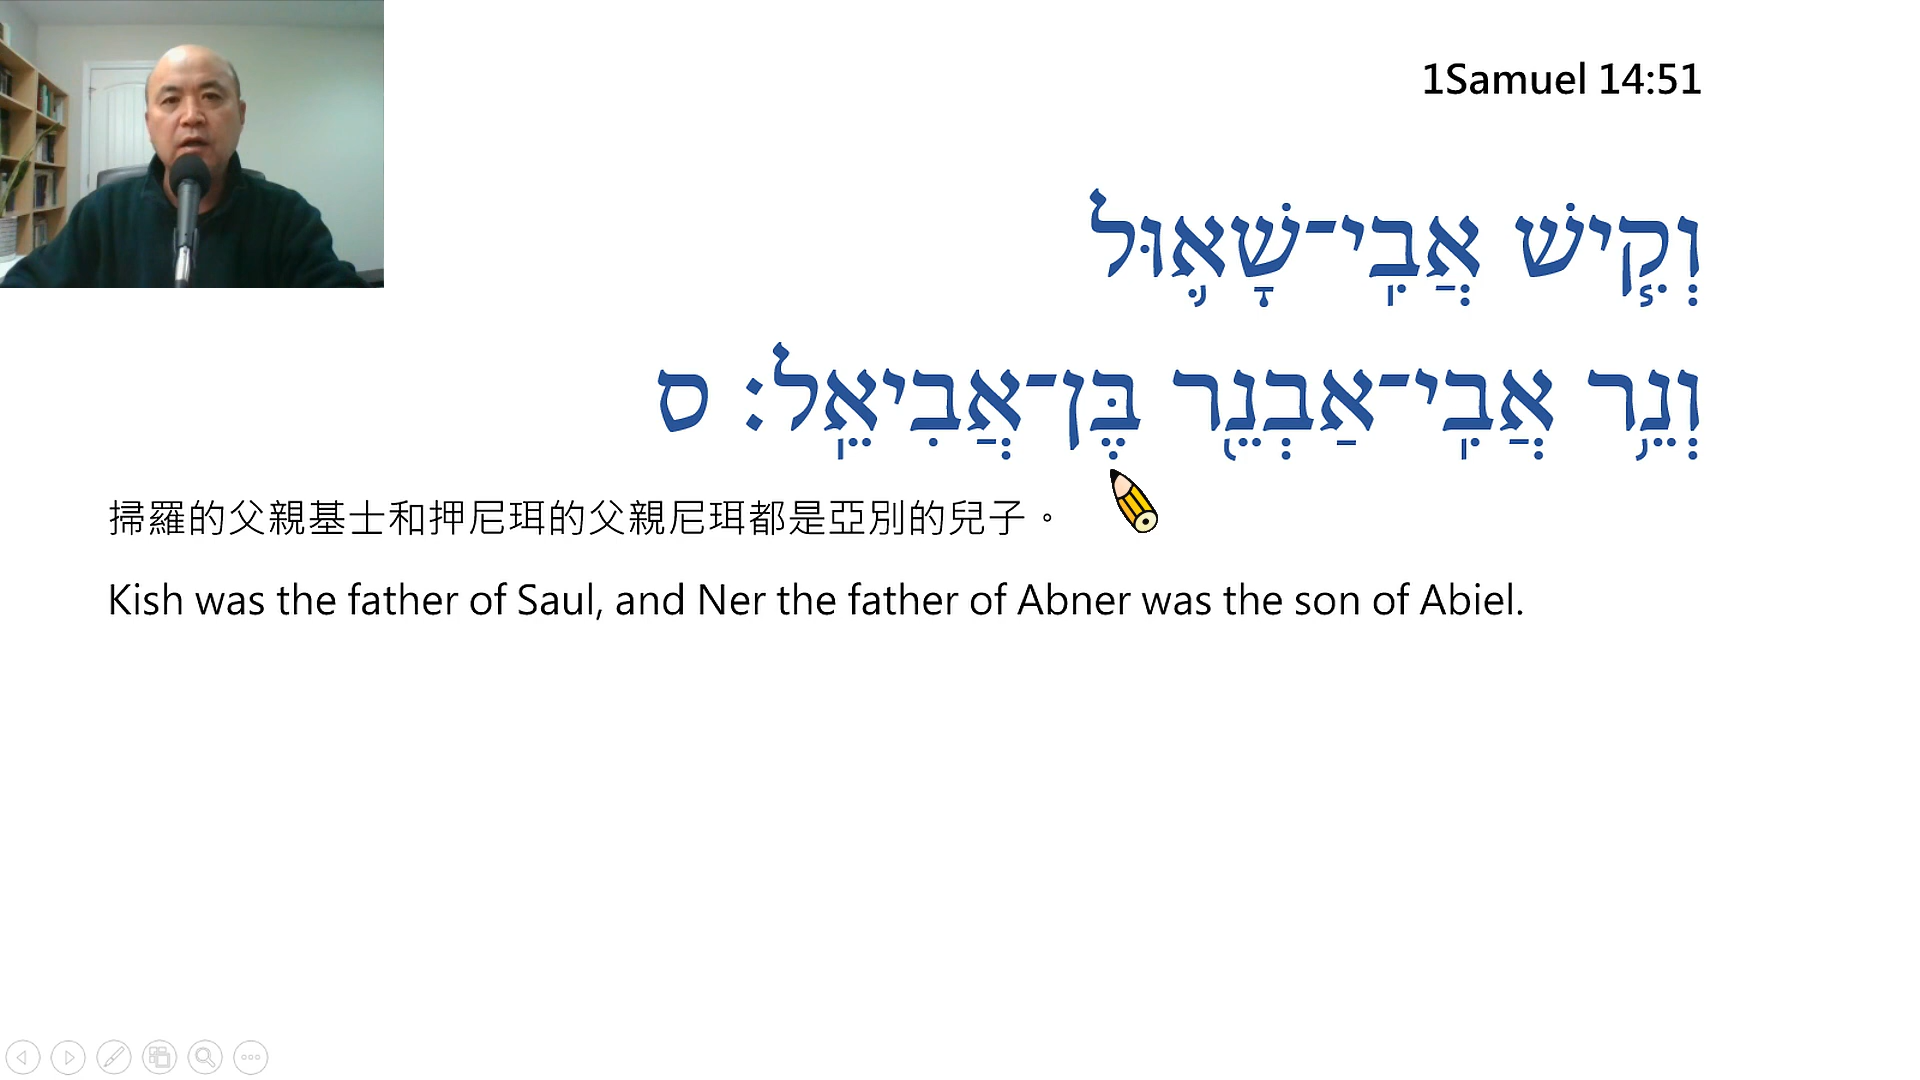 1Samuel 14:51
וְקִ֧ישׁ אֲבִֽי־שָׁא֛וּל
וְנֵ֥ר אֲבִֽי־אַבְנֵ֖ר בֶּן־אֲבִיאֵֽל׃ ס
掃羅的父親基士和押尼珥的父親尼珥都是亞別的兒子。
Kish was the father of Saul, and Ner the father of Abner was the son of Abiel.